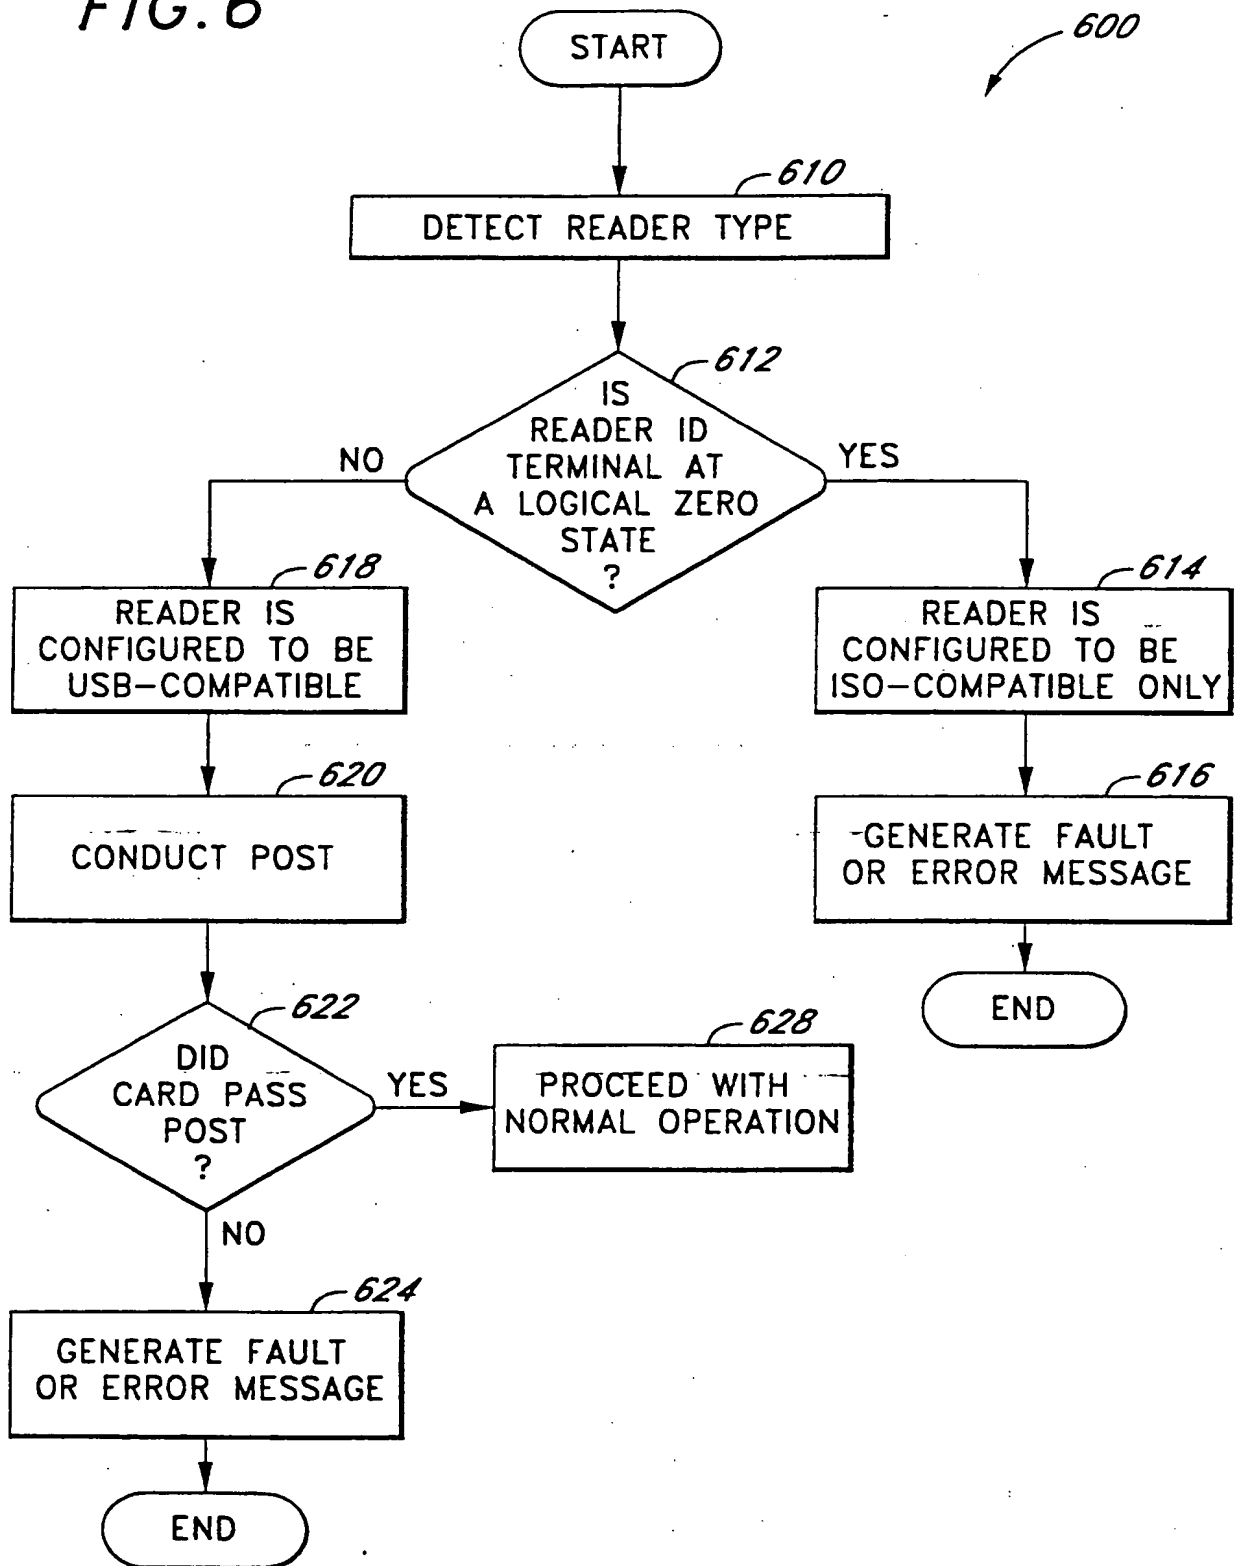 FIG. 6
START
600
610
DETECT READER TYPE
612
IS
READER ID
TERMINAL AT
A LOGICAL ZERO
STATE
?
NO
YES
618
READER IS
CONFIGURED TO BE
USB-COMPATIBLE
614
READER IS
CONFIGURED TO BE
ISO-COMPATIBLE ONLY
620
CONDUCT POST
616
GENERATE FAULT
OR ERROR MESSAGE
END
622
DID
CARD PASS
POST
?
YES
628
PROCEED WITH
NORMAL OPERATION
NO
624
GENERATE FAULT
OR ERROR MESSAGE
END